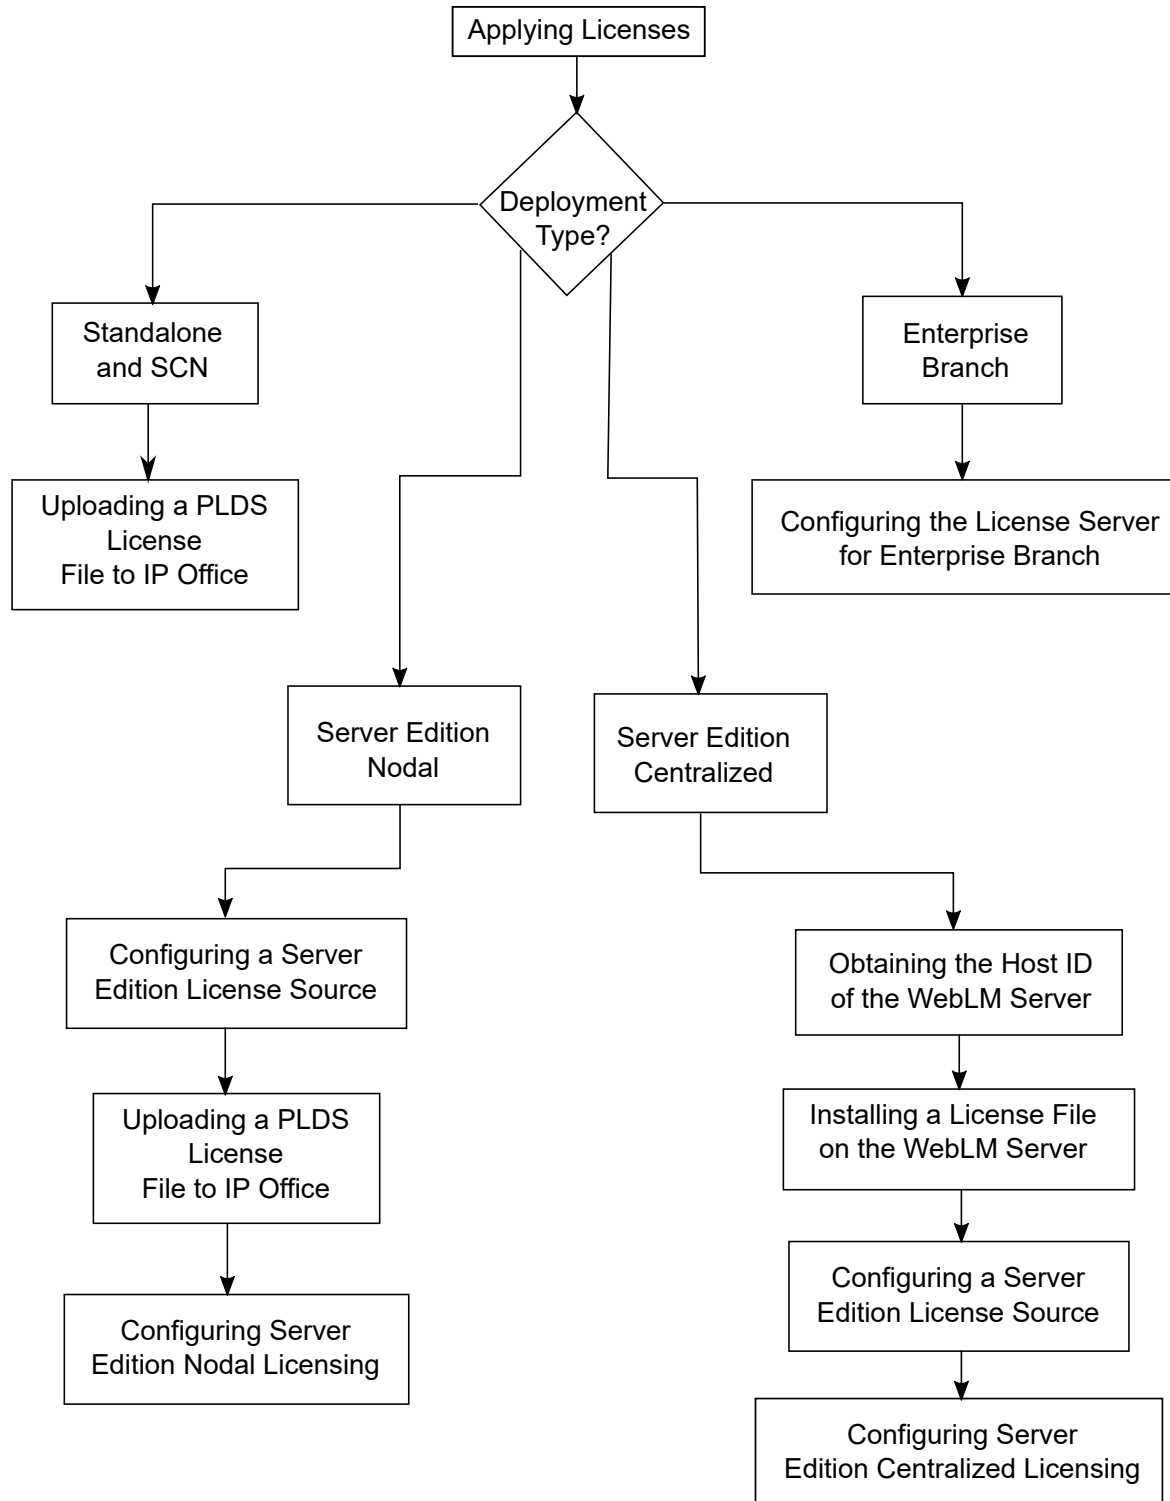 Applying Licenses
Deployment
Type?
Standalone
and SCN
Enterprise
Branch
Uploading a PLDS
License
File to IP Office
Configuring the License Server
for Enterprise Branch
Server Edition
Nodal
Server Edition
Centralized
Configuring a Server
Edition License Source
Obtaining the Host ID
of the WebLM Server
Uploading a PLDS
License
File to IP Office
Installing a License File
on the WebLM Server
Configuring a Server
Edition License Source
Configuring Server
Edition Nodal Licensing
Configuring Server
Edition Centralized Licensing